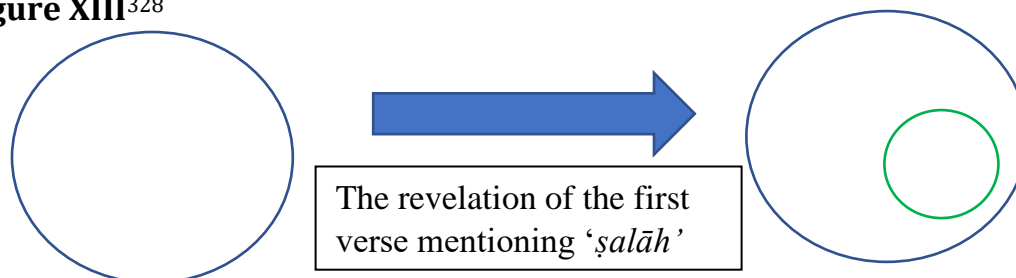 gure XIII328
The revelation of the first
verse mentioning ‘ṣalāh’